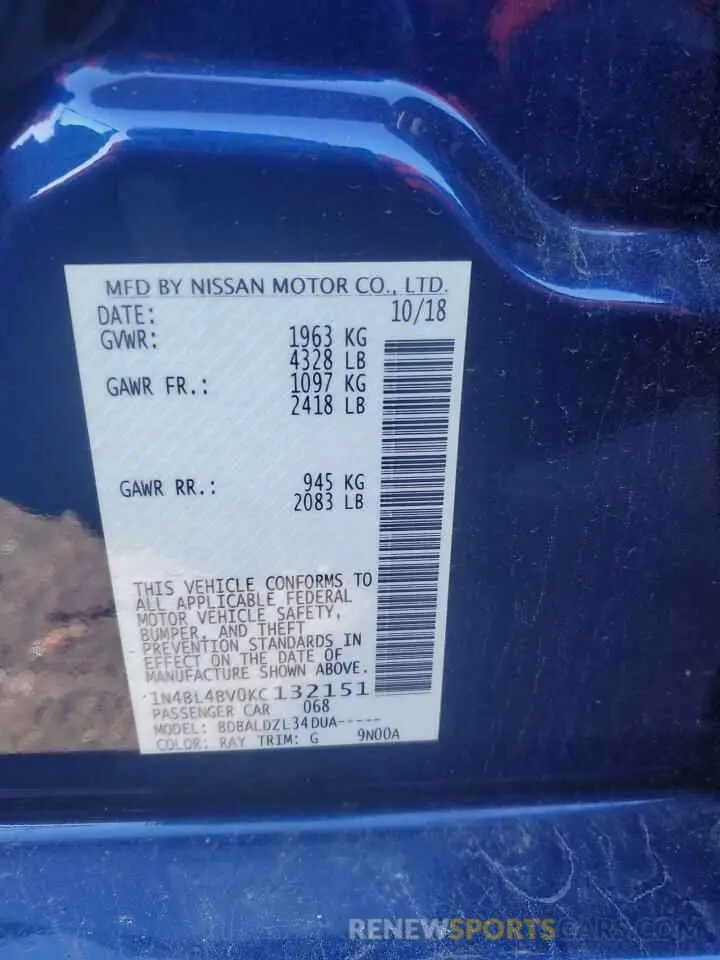 MFD BY NISSAN MOTOR CO., LTD.
DATE: 10/18
GVWR: 1963 KG
4328 LB
GAWR FR.: 1097 KG
2418 LB
GAWR RR.: 945 KG
2083 LB
THIS VEHICLE CONFORMS TO
ALL APPLICABLE FEDERAL
MOTOR VEHICLE SAFETY,
BUMPER, AND THEFT
PREVENTION STANDARDS IN
EFFECT ON THE DATE OF
MANUFACTURE SHOWN ABOVE.
1N4BL4BV0KC132151
PASSENGER CAR 068
MODEL: BDBALDZL34DUA-----
COLOR: RAY TRIM: G 9N00A
RENEWSPORTSCARS.COM